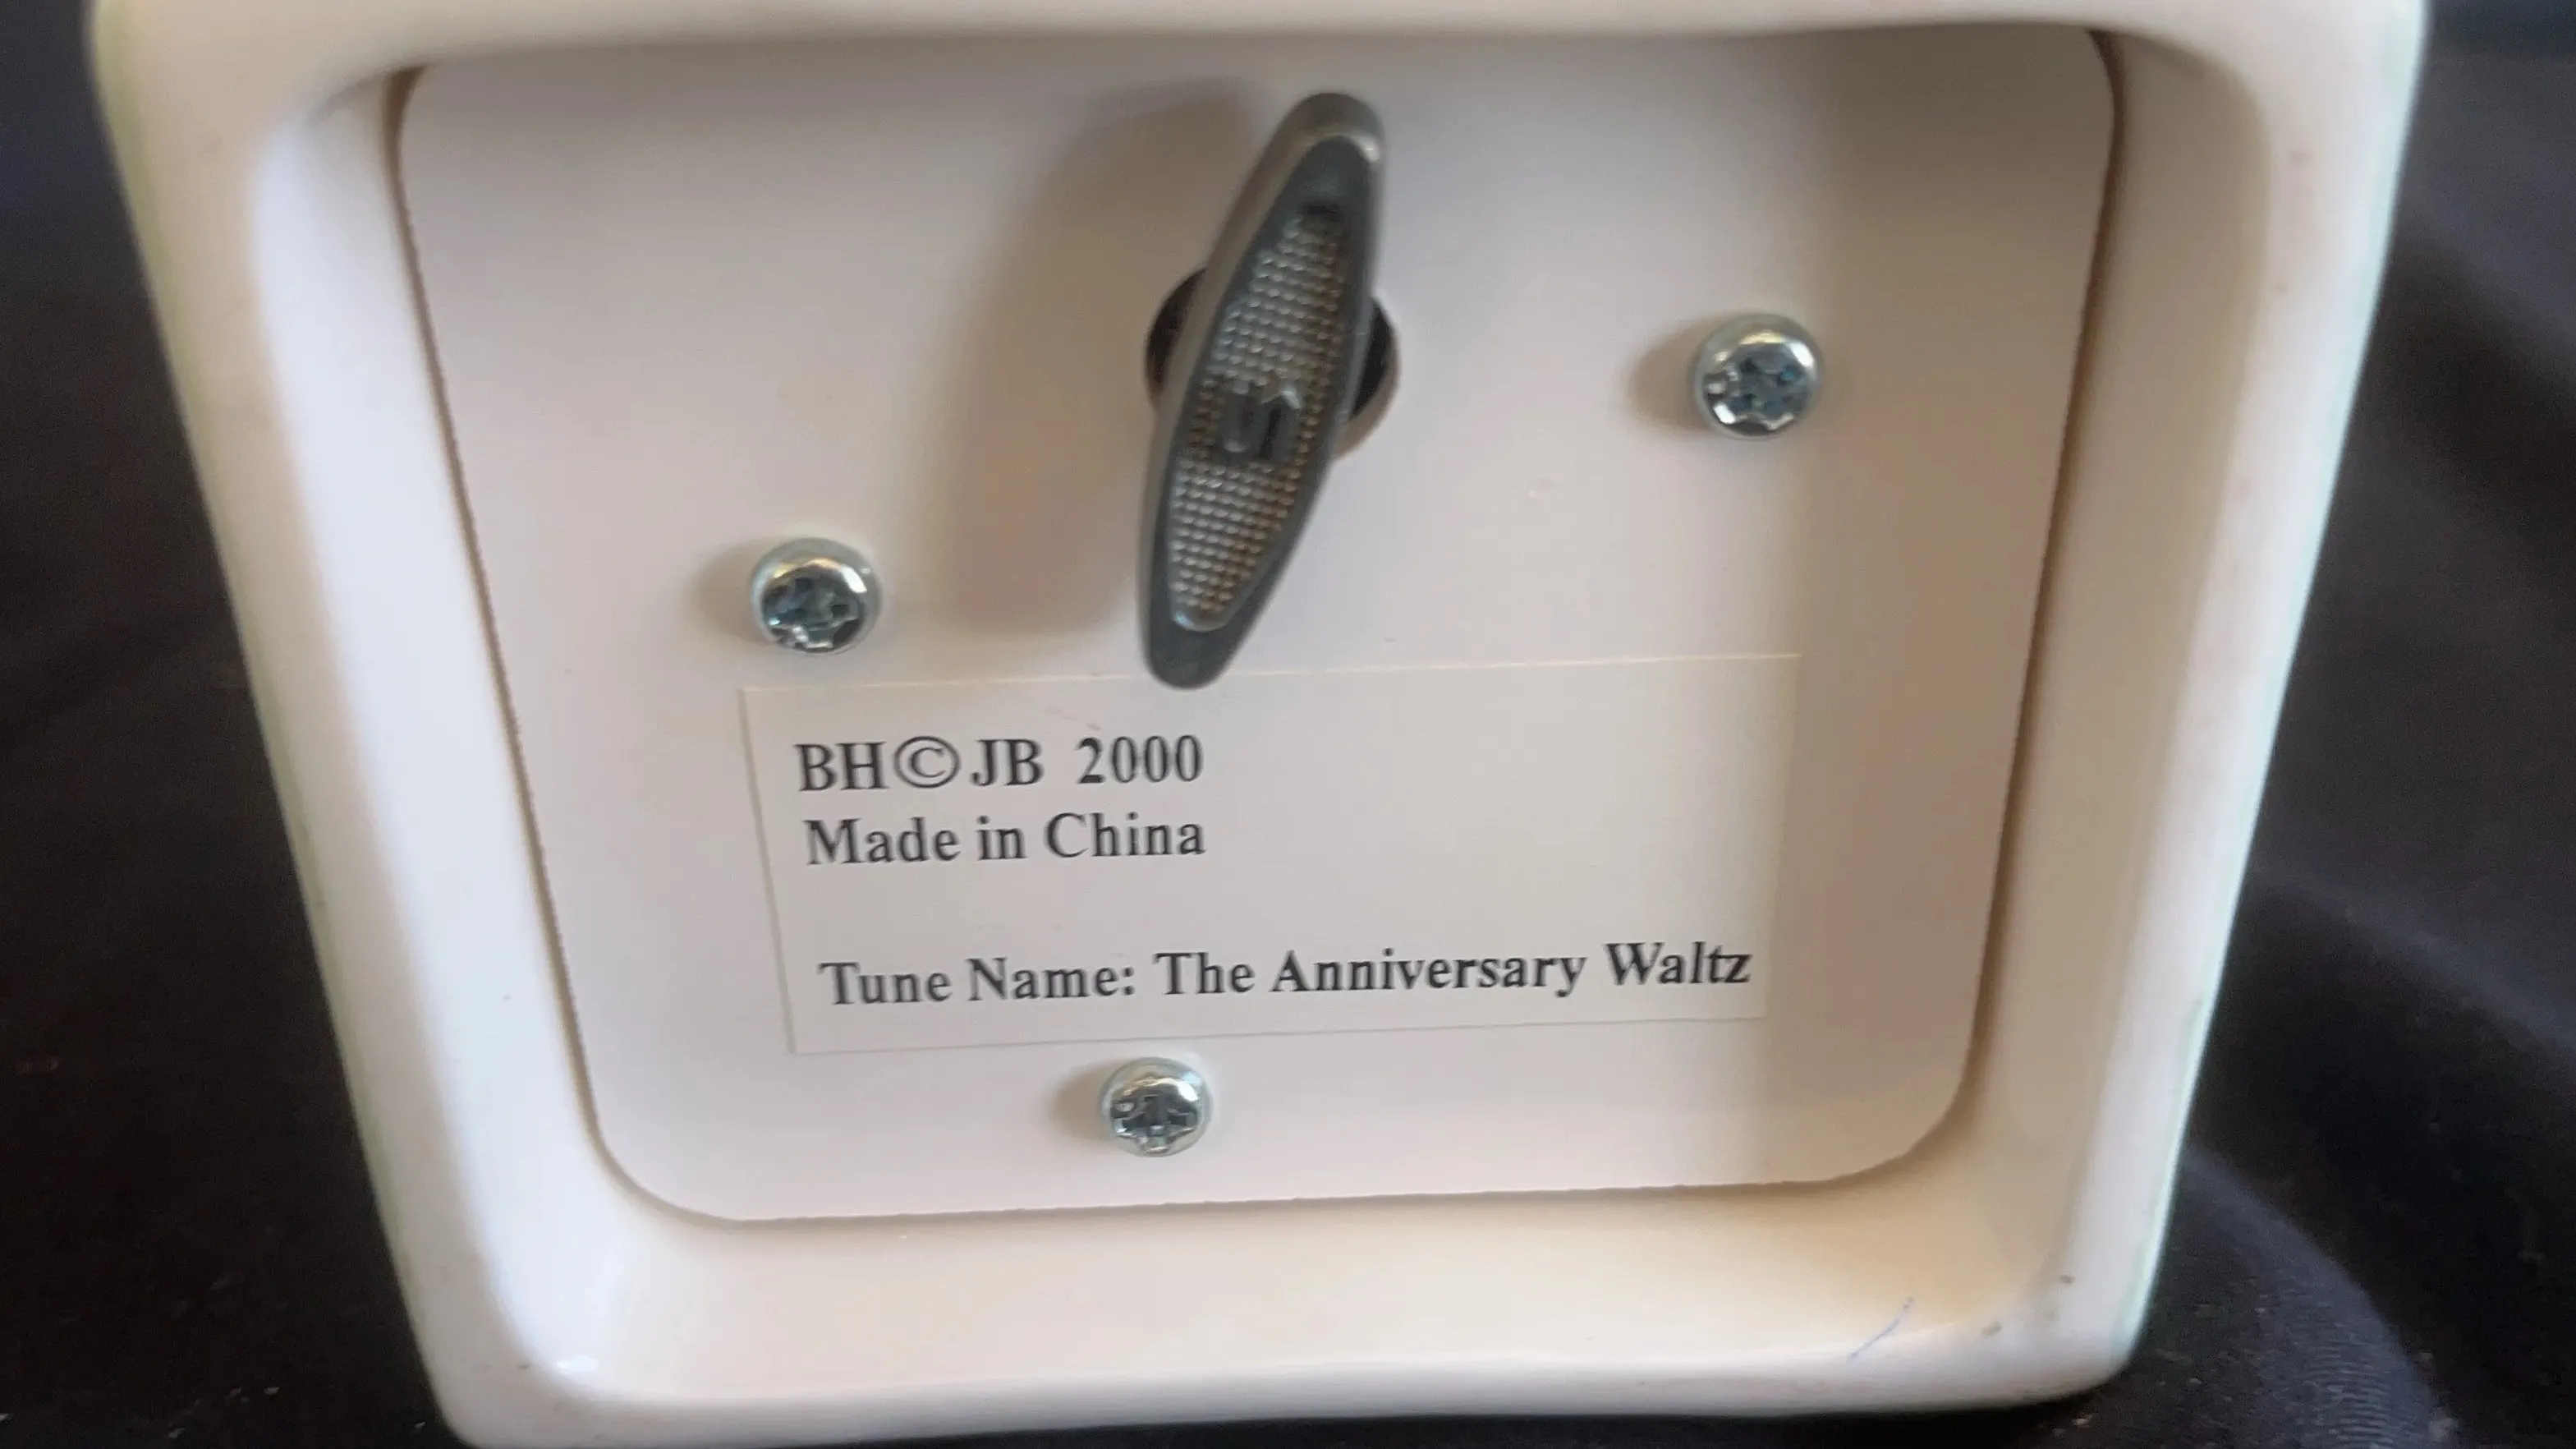 BH©JB 2000
Made in China
Tune Name: The Anniversary Waltz